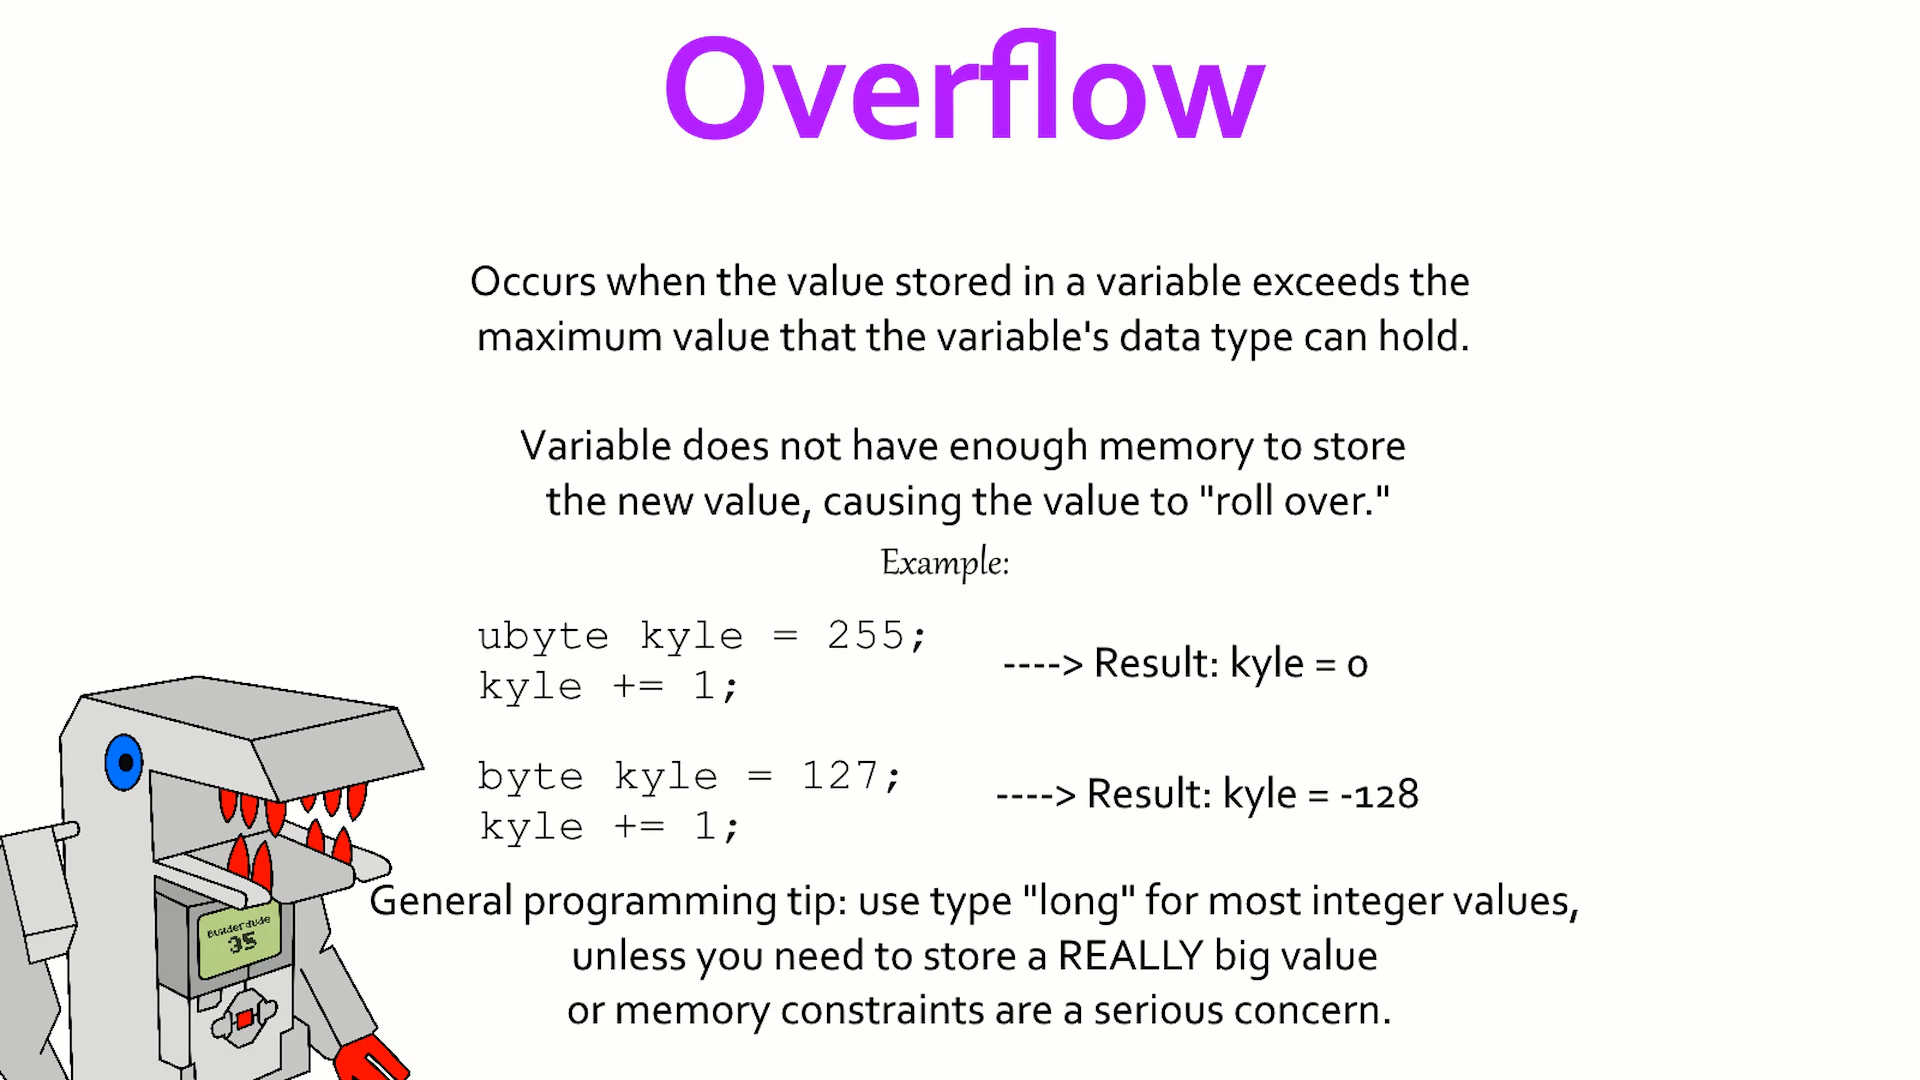 Overflow
Occurs when the value stored in a variable exceeds the
maximum value that the variable's data type can hold.
Variable does not have enough memory to store
the new value, causing the value to "roll over."
Example:
ubyte kyle = 255;
kyle += 1;
----> Result: kyle = 0
byte kyle = 127;
kyle += 1;
----> Result: kyle = -128
General programming tip: use type "long" for most integer values,
unless you need to store a REALLY big value
or memory constraints are a serious concern.
Builderdude
35